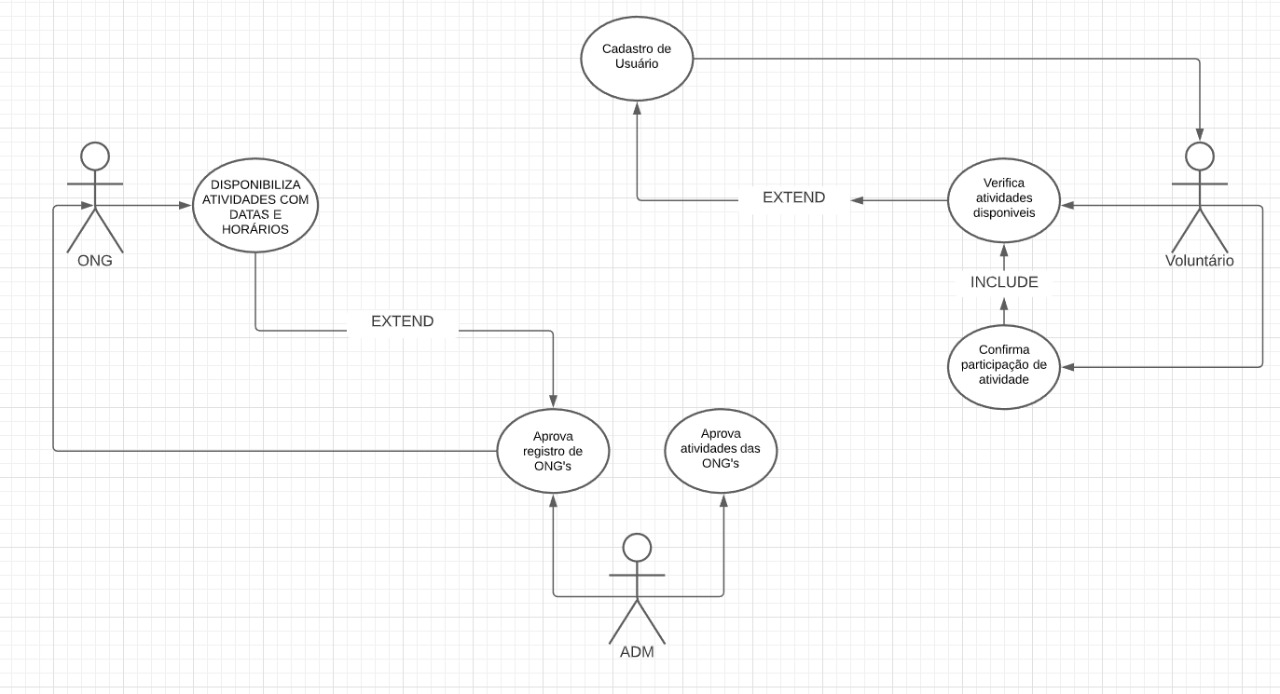 Cadastro de
Usuário
DISPONIBILIZA
ATIVIDADES COM
DATAS E
HORÁRIOS
ONG
EXTEND
Verifica
atividades
disponiveis
Voluntário
INCLUDE
EXTEND
Confirma
participação de
atividade
Aprova
registro de
ONG's
Aprova
atividades das
ONG's
ADM